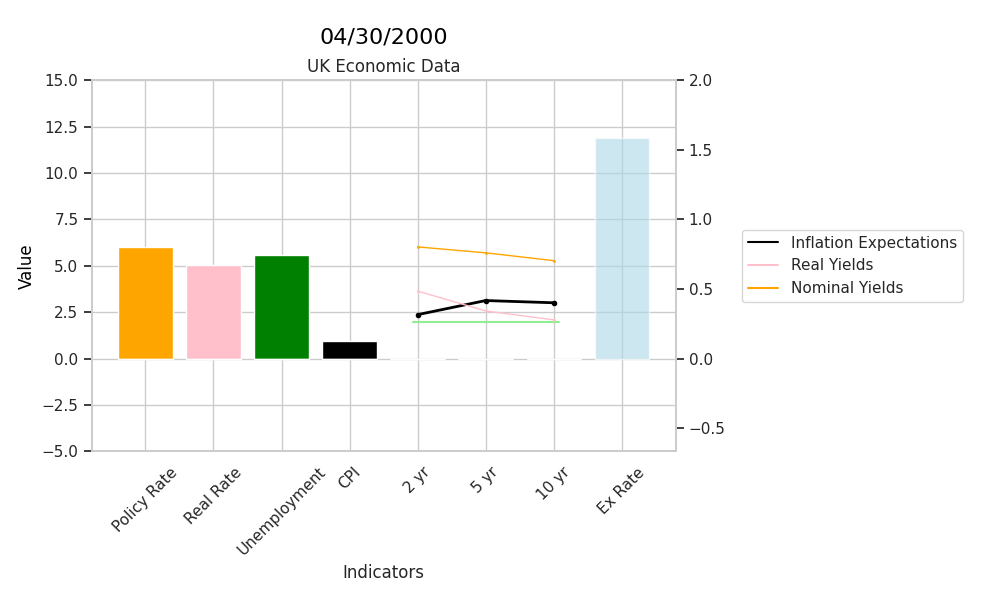 04/30/2000
UK Economic Data
15.0
12.5
10.0
7.5
5.0
2.5
0.0
−2.5
−5.0
Value
2.0
1.5
1.0
0.5
0.0
−0.5
Inflation Expectations
Real Yields
Nominal Yields
Policy Rate
Real Rate
Unemployment
CPI
2 yr
5 yr
10 yr
Ex Rate
Indicators